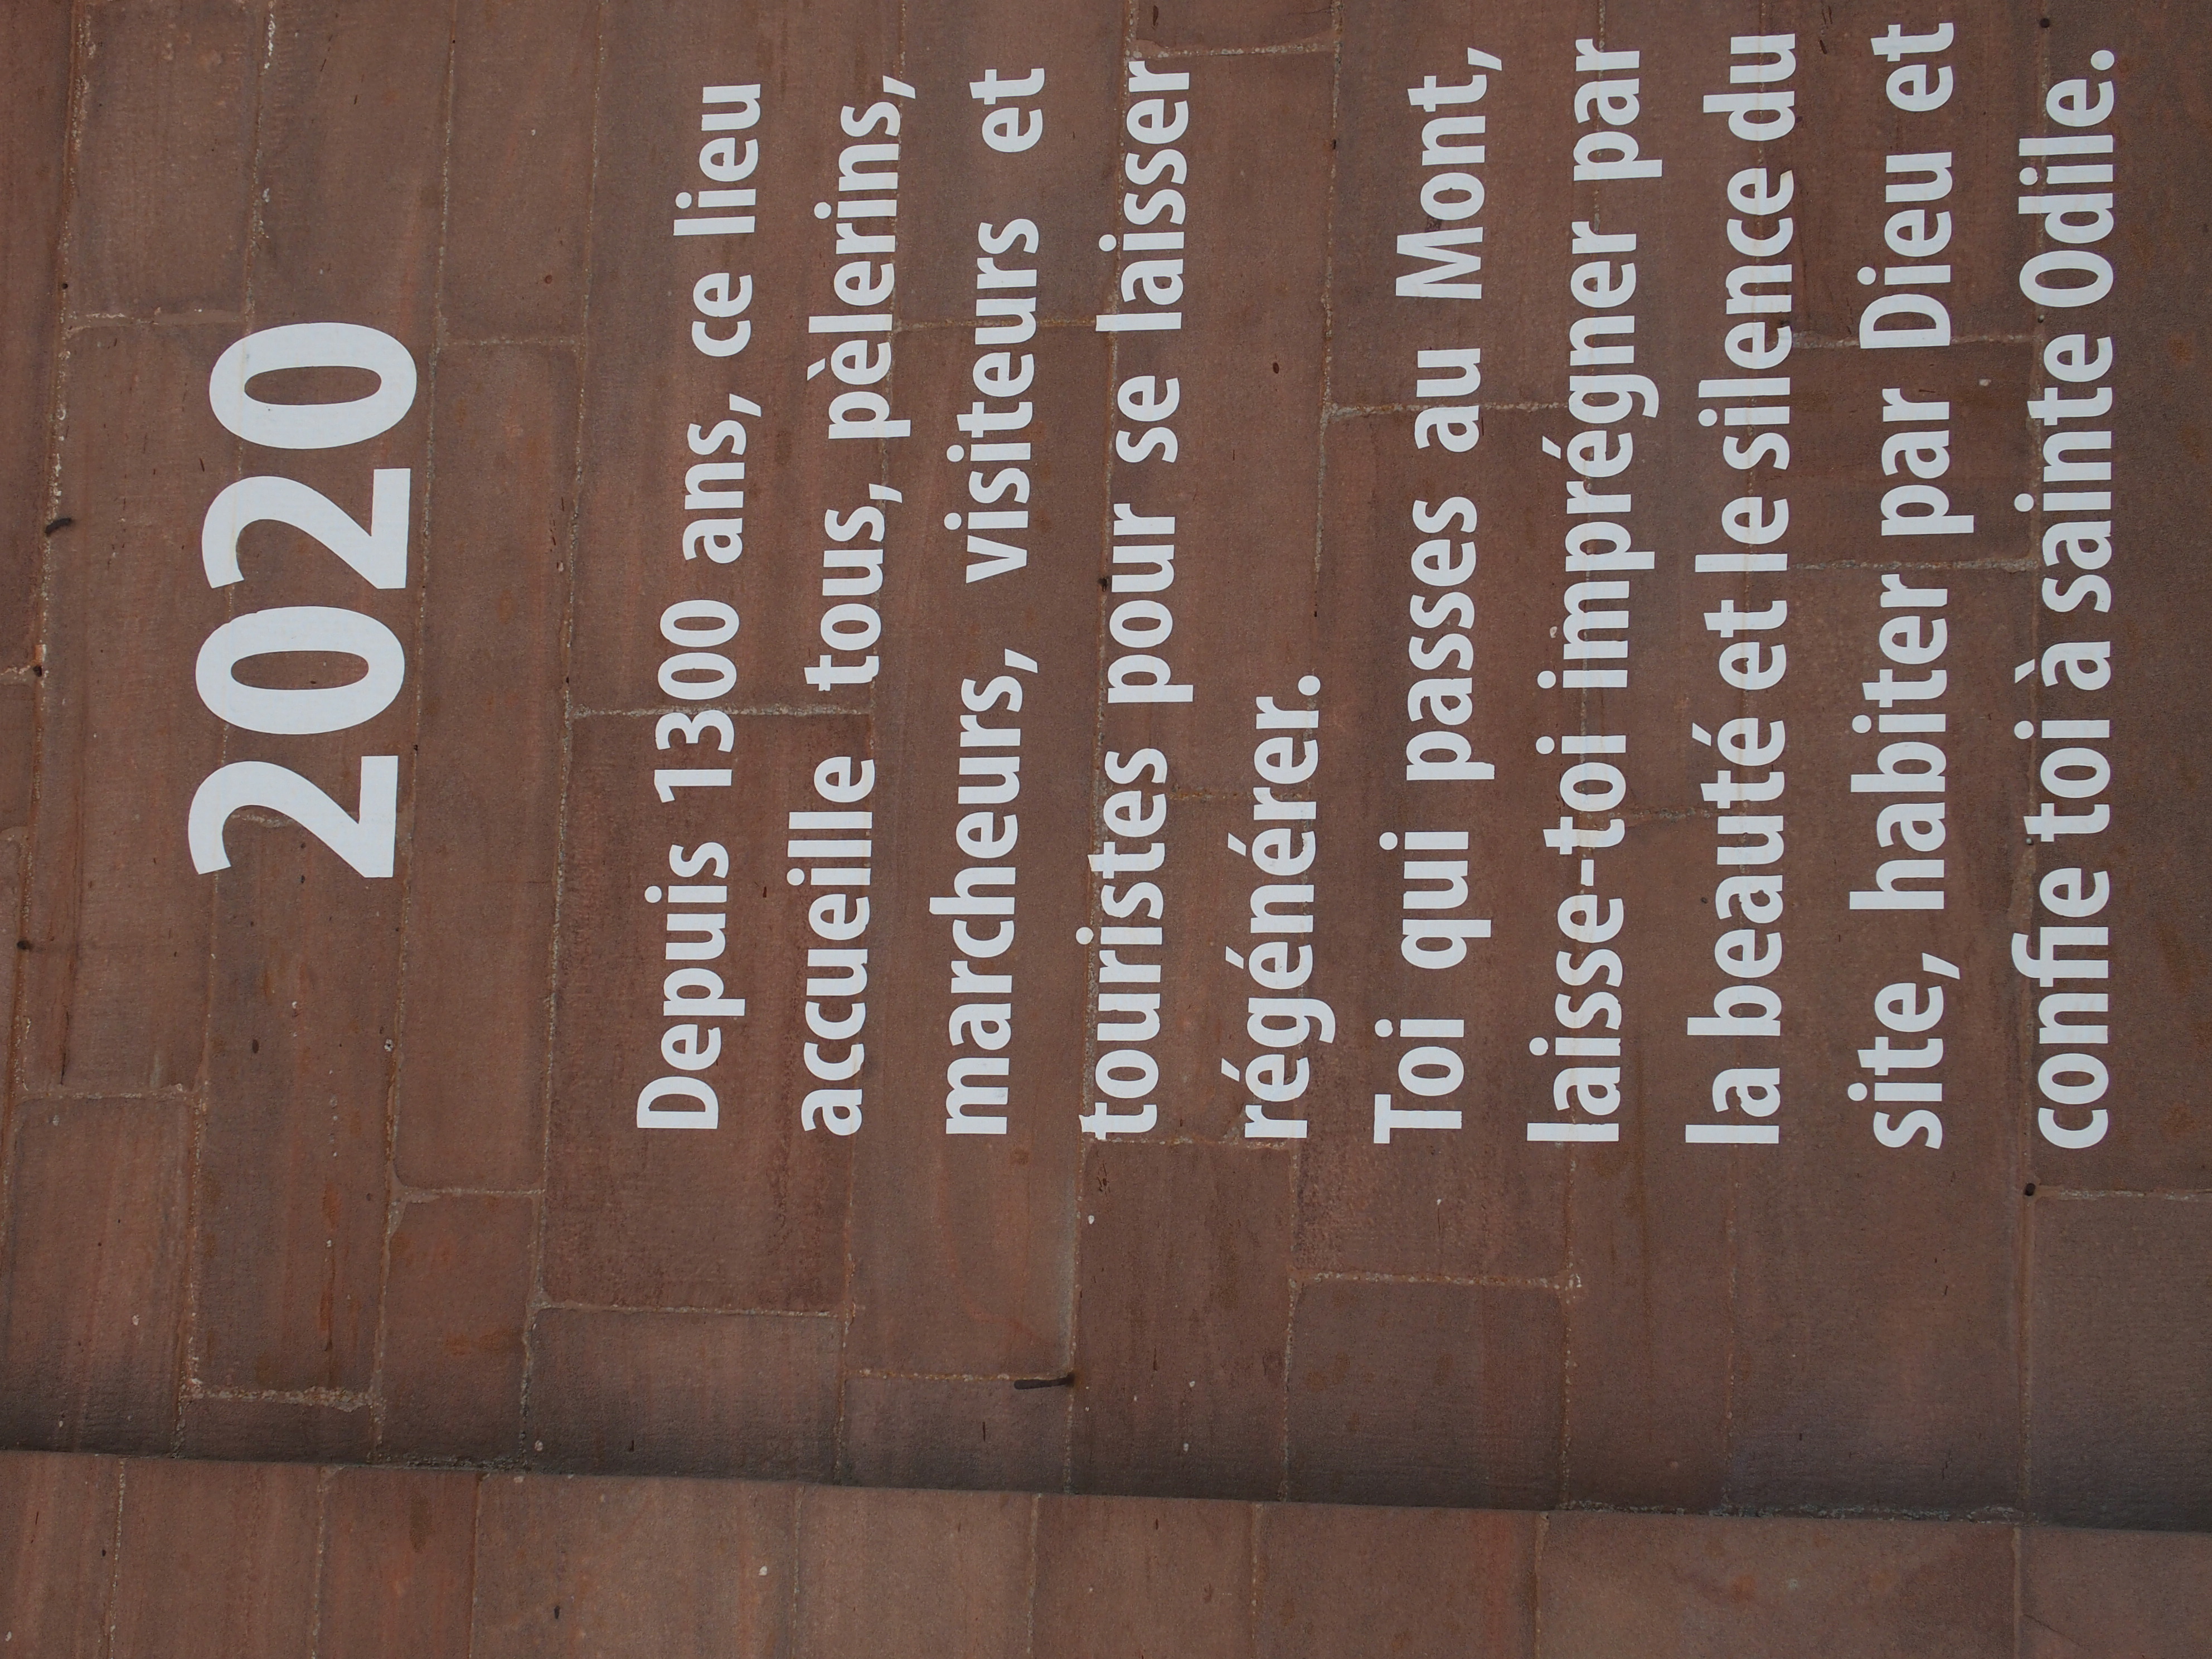 2020
Depuis 1300 ans, ce lieu
accueille tous, pèlerins,
marcheurs, visiteurs et
touristes pour se laisser
régénérer.
Toi qui passes au Mont,
laisse-toi imprégner par
la beauté et le silence du
site, habiter par Dieu et
confie toi à sainte Odile.